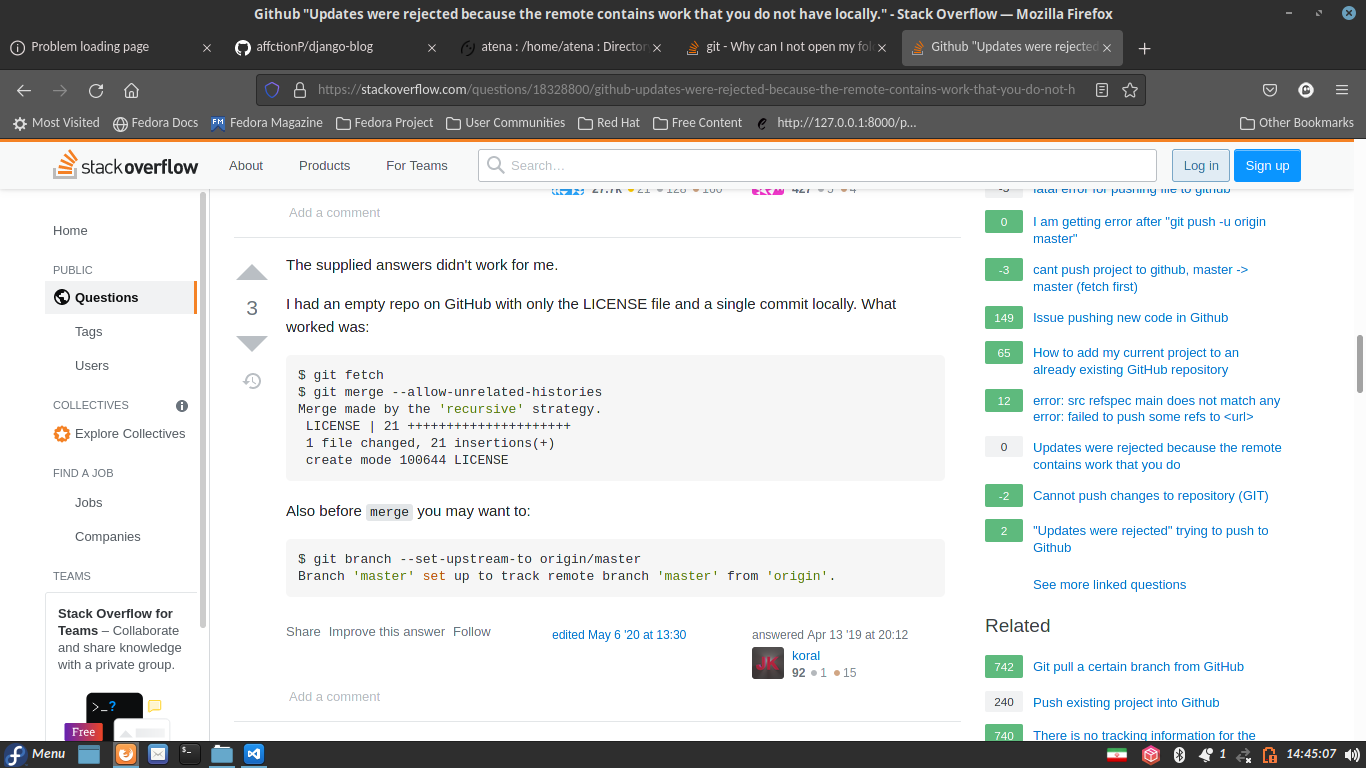 Github "Updates were rejected because the remote contains work that you do not have locally." - Stack Overflow — Mozilla Firefox
Problem loading page
affctionP/django-blog
atena : /home/atena : Director
git - Why can I not open my fol
Github "Updates were rejected
https://stackoverflow.com/questions/18328800/github-updates-were-rejected-because-the-remote-contains-work-that-you-do-not-h
Most Visited
Fedora Docs
Fedora Magazine
Fedora Project
User Communities
Red Hat
Free Content
http://127.0.0.1:8000/p...
Other Bookmarks
stackoverflow
About
Products
For Teams
Search...
Log in
Sign up
Home
PUBLIC
Questions
Tags
Users
COLLECTIVES
Explore Collectives
FIND A JOB
Jobs
Companies
TEAMS
Stack Overflow for
Teams – Collaborate
and share knowledge
with a private group.
>_?
Free
27.7k 21 128 160
427 5 4
Add a comment
3
The supplied answers didn't work for me.
I had an empty repo on GitHub with only the LICENSE file and a single commit locally. What
worked was:
$ git fetch
$ git merge --allow-unrelated-histories
Merge made by the 'recursive' strategy.
LICENSE | 21 +++++++++++++++++++++
1 file changed, 21 insertions(+)
create mode 100644 LICENSE
Also before merge you may want to:
$ git branch --set-upstream-to origin/master
Branch 'master' set up to track remote branch 'master' from 'origin'.
Share Improve this answer Follow
edited May 6 '20 at 13:30
answered Apr 13 '19 at 20:12
JK
koral
92 1 15
Add a comment
-3 fatal error for pushing file to github
0 I am getting error after "git push -u origin
master"
-3 cant push project to github, master ->
master (fetch first)
149 Issue pushing new code in Github
65 How to add my current project to an
already existing GitHub repository
12 error: src refspec main does not match any
error: failed to push some refs to <url>
0 Updates were rejected because the remote
contains work that you do
-2 Cannot push changes to repository (GIT)
2 "Updates were rejected" trying to push to
Github
See more linked questions
Related
742 Git pull a certain branch from GitHub
240 Push existing project into Github
740 There is no tracking information for the
Menu
1
14:45:07